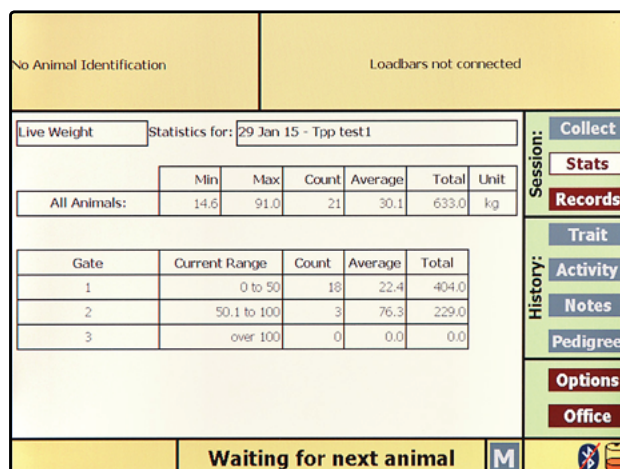 No Animal Identification
Loadbars not connected
Live Weight
Statistics for: 29 Jan 15 - Tpp test1
Min Max Count Average Total Unit
All Animals: 14.6 91.0 21 30.1 633.0 kg
Gate Current Range Count Average Total
1 0 to 50 18 22.4 404.0
2 50.1 to 100 3 76.3 229.0
3 over 100 0 0.0 0.0
Session:
Collect
Stats
Records
History:
Trait
Activity
Notes
Pedigree
Options
Office
Waiting for next animal
M